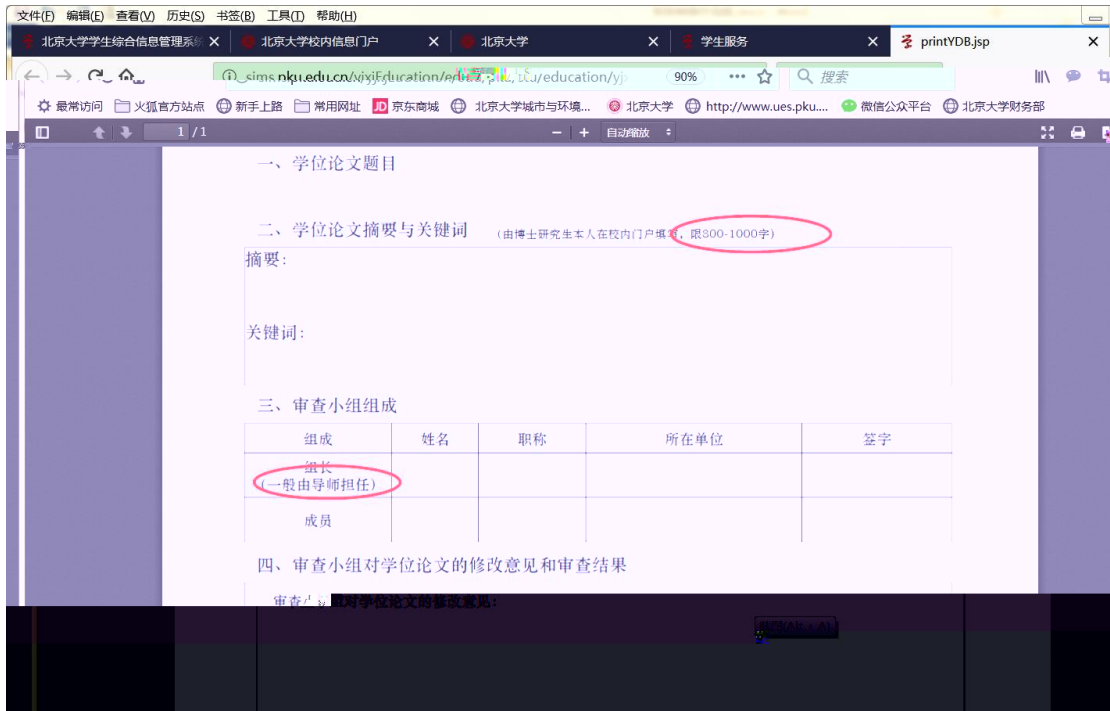 文件(F) 编辑(E) 查看(V) 历史(S) 书签(B) 工具(T) 帮助(H)
北京大学学生综合信息管理系统 北京大学校内信息门户 北京大学 学生服务 printYDB.jsp
sims.pku.edu.cn/ 90% 搜索
最常访问 火狐官方站点 新手上路 常用网址 京东商城 北京大学城市与环境... 北京大学 http://www.ues.pku.... 微信公众平台 北京大学财务部
1 / 1 自动缩放
一、学位论文题目
二、学位论文摘要与关键词 (由博士研究生本人在校内门户填写，限800-1000字)
摘要:
关键词:
三、审查小组组成
组成 姓名 职称 所在单位 签字
组长
(一般由导师担任)
成员
四、审查小组对学位论文的修改意见和审查结果
审查小组对学位论文的修改意见: